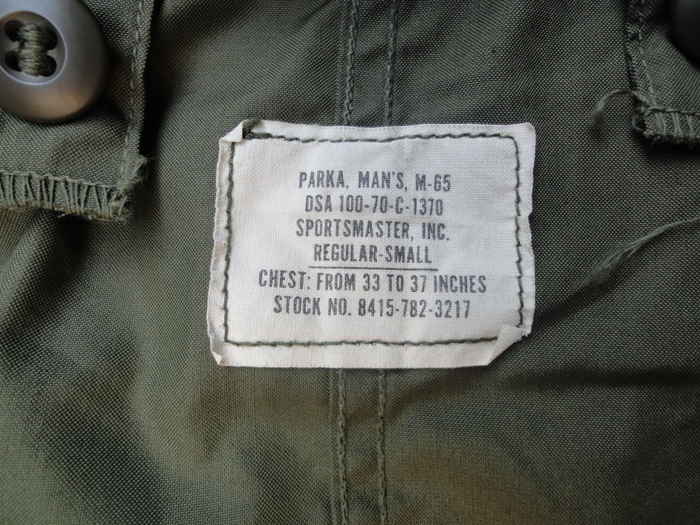 PARKA, MAN'S, M-65
DSA 100-70-C-1370
SPORTSMASTER, INC.
REGULAR-SMALL
CHEST: FROM 33 TO 37 INCHES
STOCK NO. 8415-782-3217